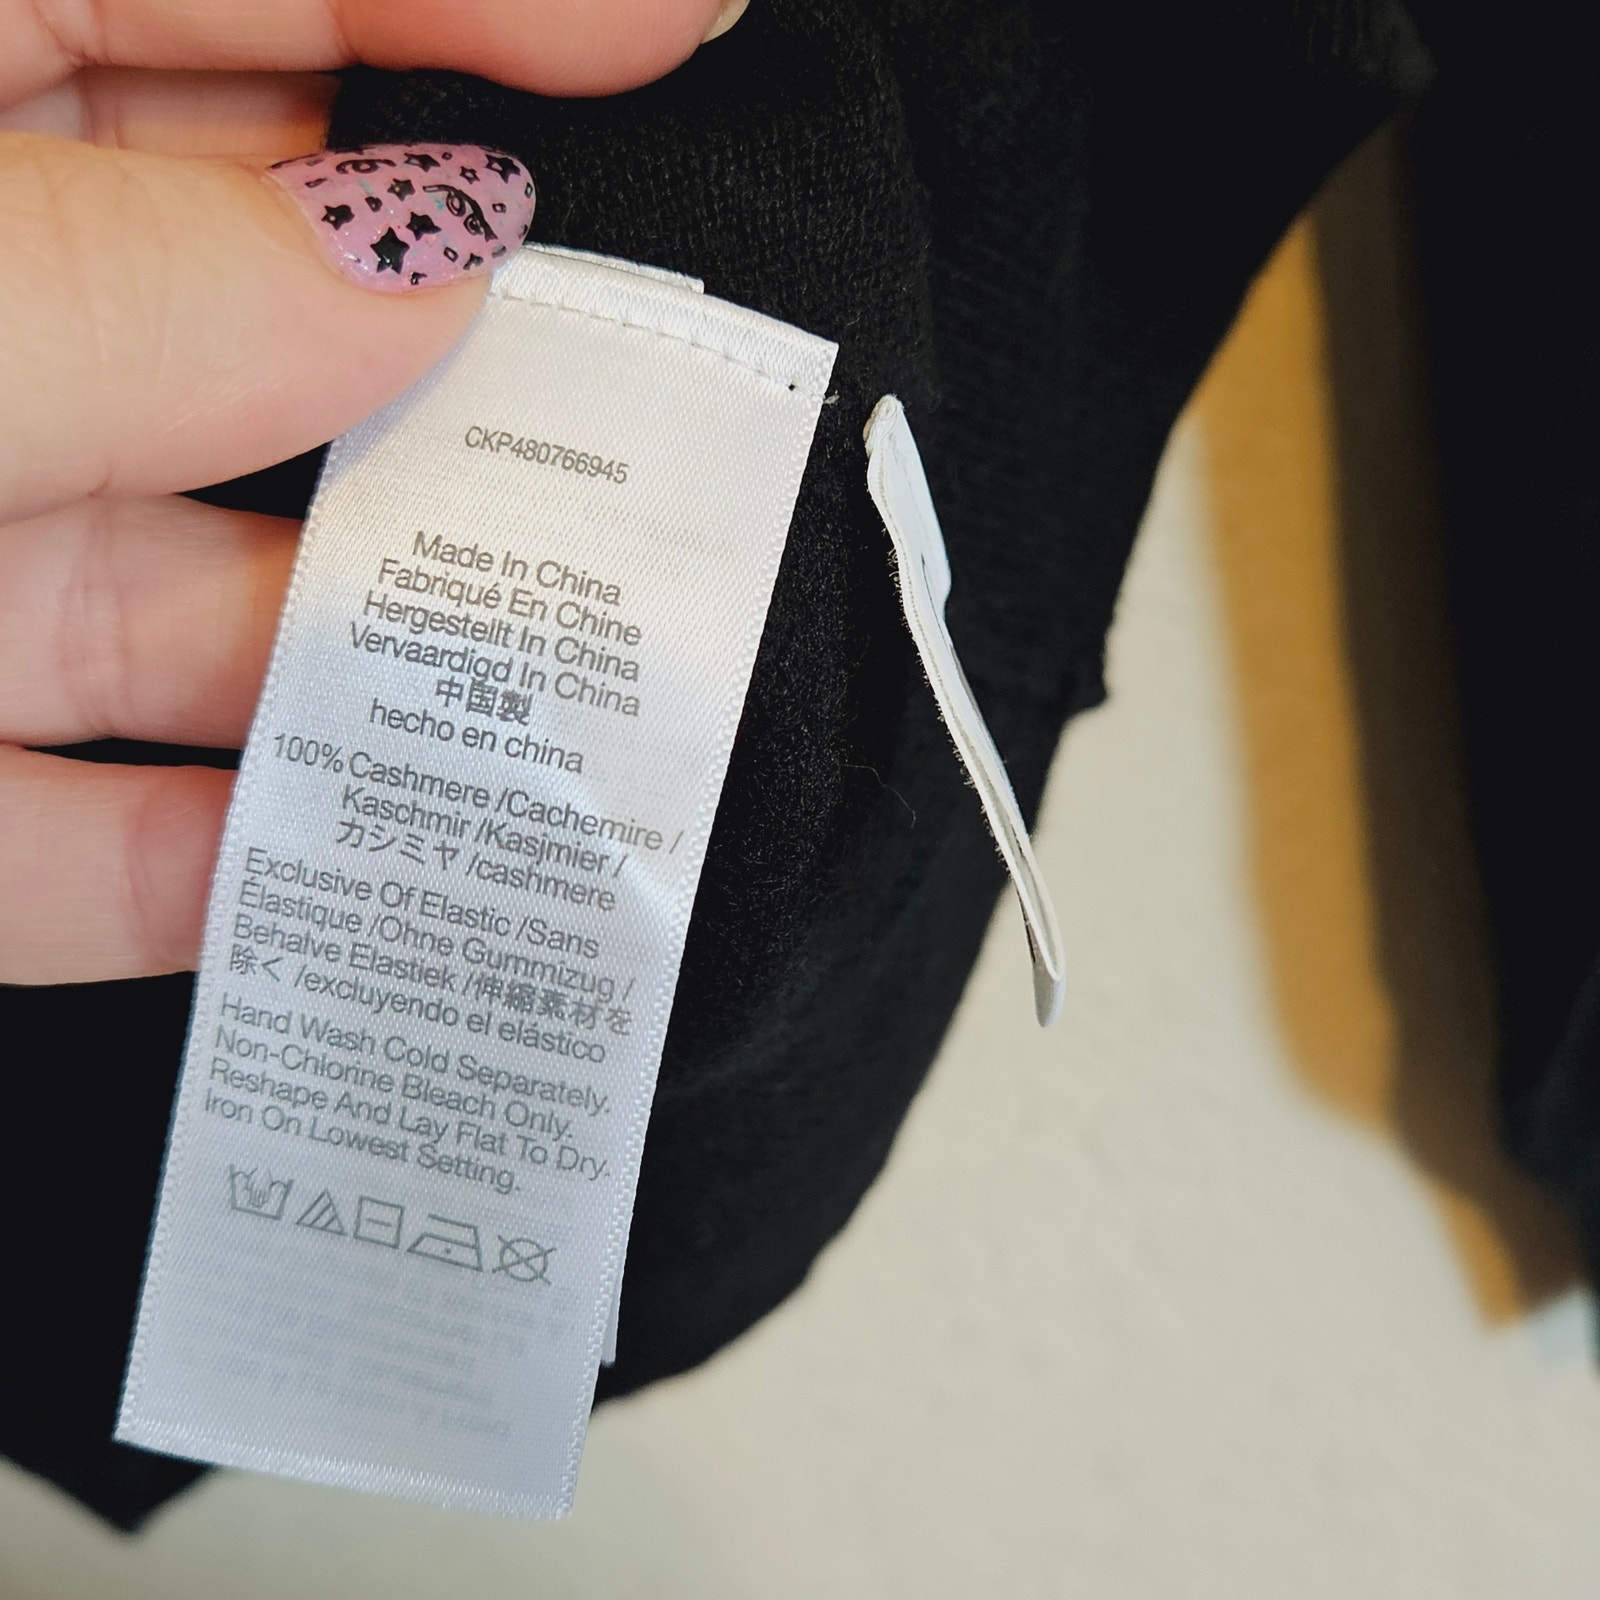 CKP480766945
Made In China
Fabriqué En Chine
Hergestellt In China
Vervaardigd In China
中国製
hecho en china
100% Cashmere /Cachemire /
Kaschmir /Kasjmier /
カシミヤ /cashmere
Exclusive Of Elastic /Sans
Élastique /Ohne Gummizug /
Behalve Elastiek /伸縮素材を
除く /excluyendo el elástico
Hand Wash Cold Separately.
Non-Chlorine Bleach Only.
Reshape And Lay Flat To Dry.
Iron On Lowest Setting.